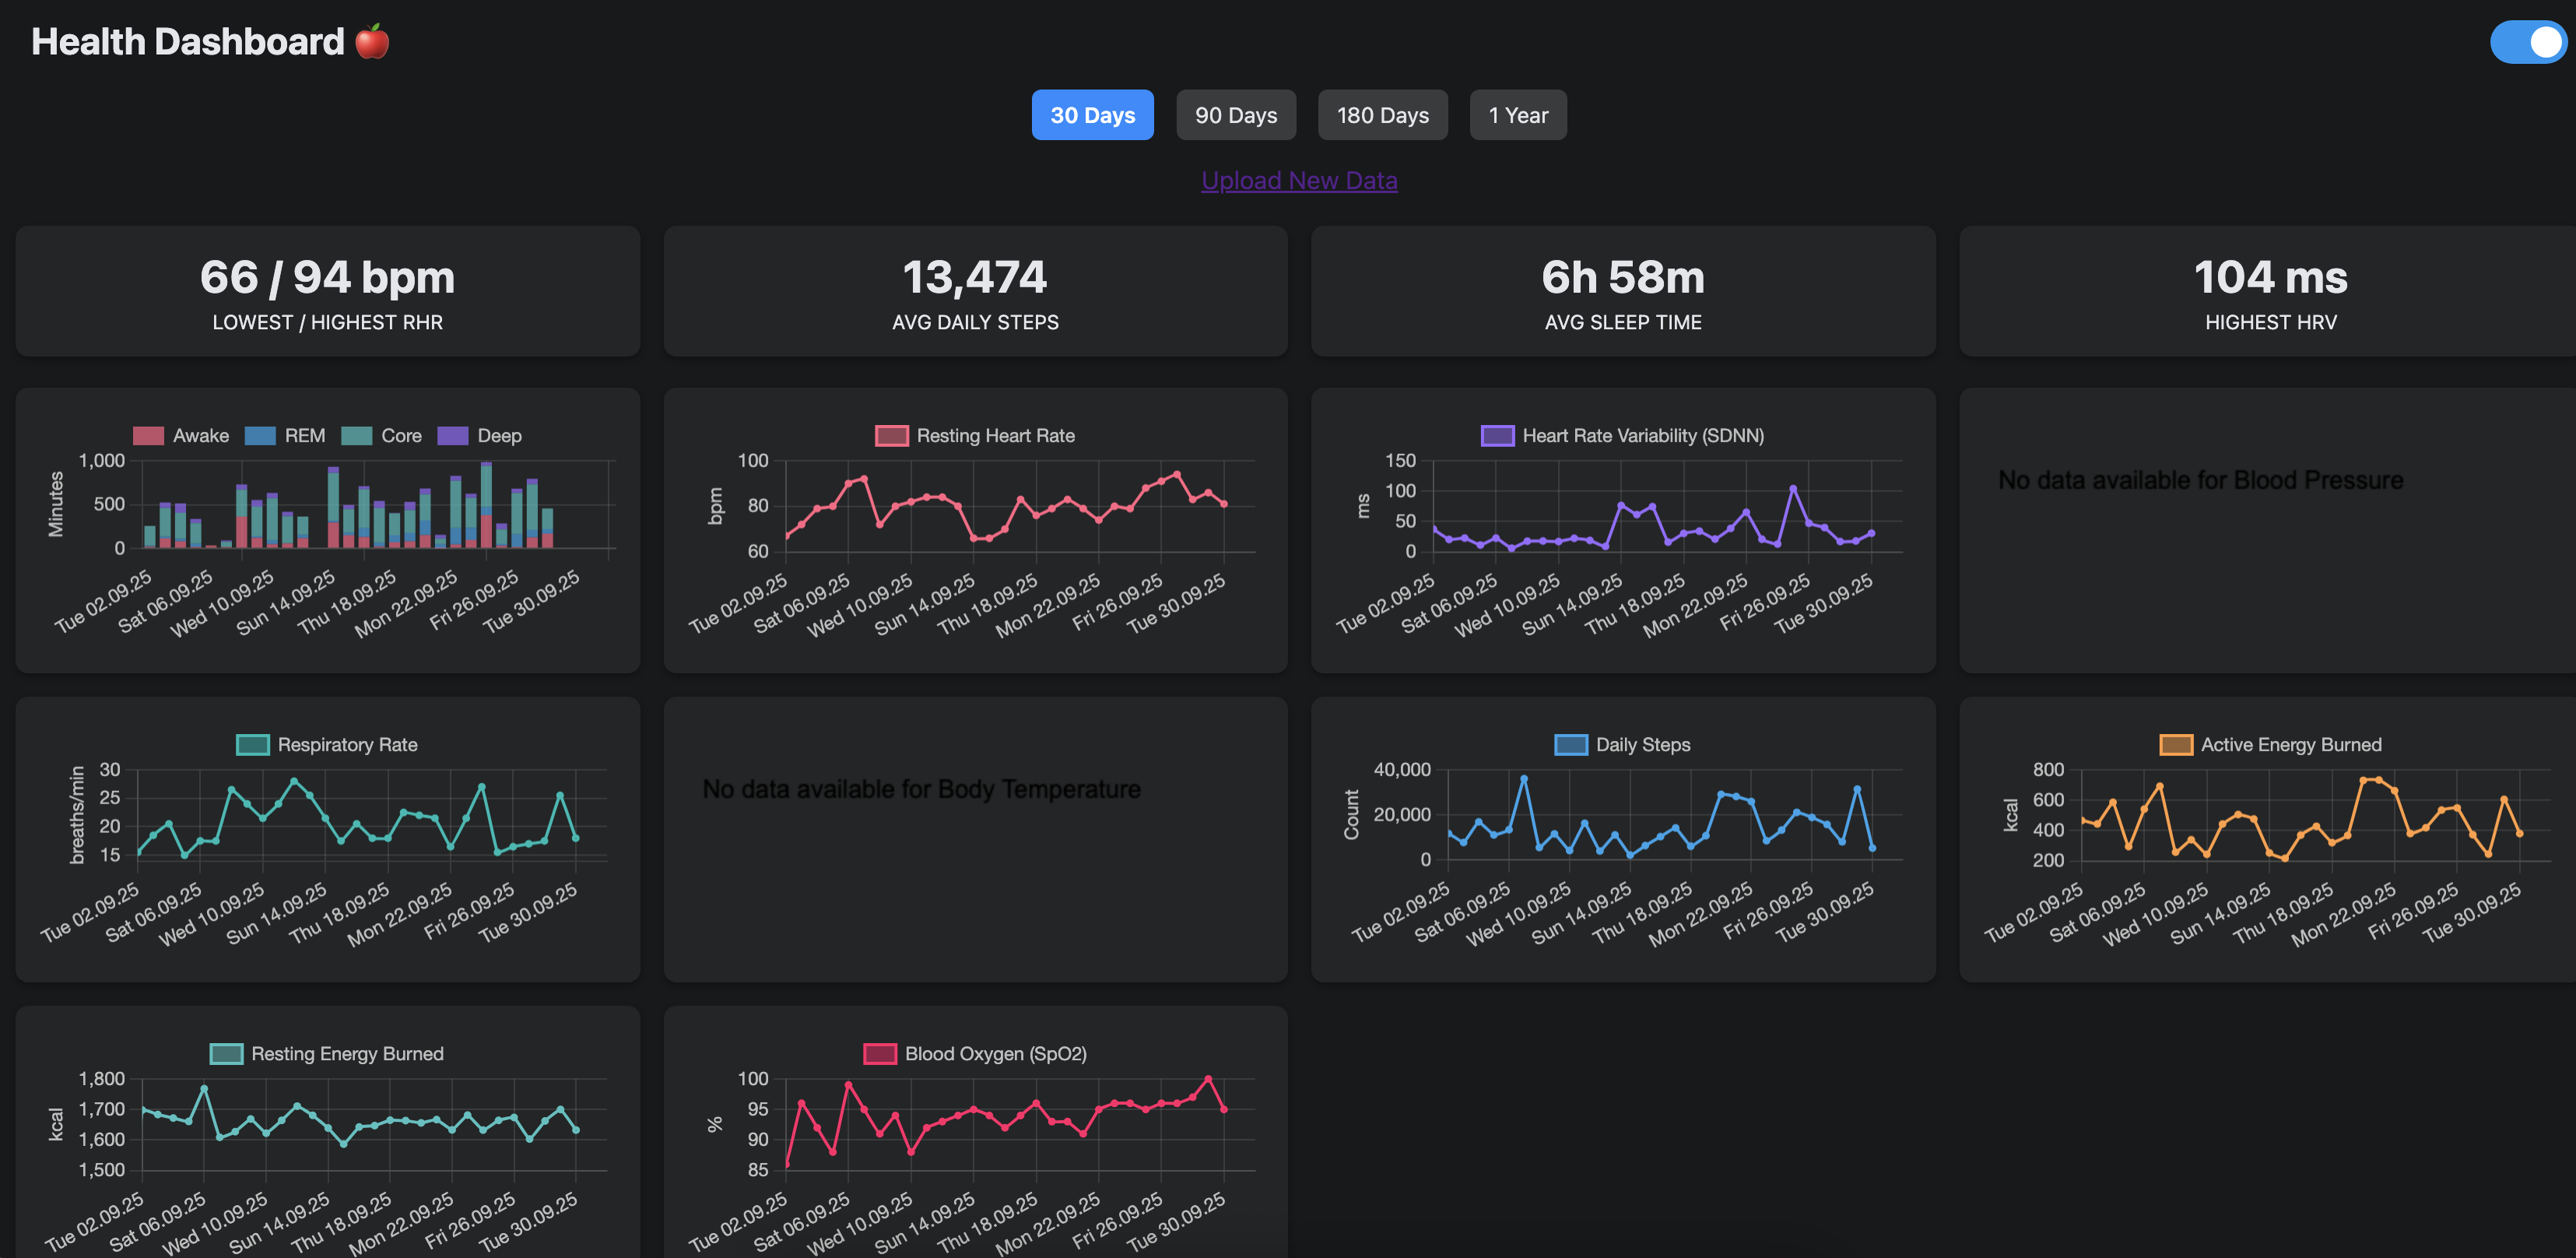 Health Dashboard 🍎
30 Days 90 Days 180 Days 1 Year
Upload New Data
66 / 94 bpm
LOWEST / HIGHEST RHR
13,474
AVG DAILY STEPS
6h 58m
AVG SLEEP TIME
104 ms
HIGHEST HRV
Awake REM Core Deep
Minutes
1,000
500
0
Tue 02.09.25 Sat 06.09.25 Wed 10.09.25 Sun 14.09.25 Thu 18.09.25 Mon 22.09.25 Fri 26.09.25 Tue 30.09.25
Resting Heart Rate
bpm
100
80
60
Tue 02.09.25 Sat 06.09.25 Wed 10.09.25 Sun 14.09.25 Thu 18.09.25 Mon 22.09.25 Fri 26.09.25 Tue 30.09.25
Heart Rate Variability (SDNN)
ms
150
100
50
0
Tue 02.09.25 Sat 06.09.25 Wed 10.09.25 Sun 14.09.25 Thu 18.09.25 Mon 22.09.25 Fri 26.09.25 Tue 30.09.25
No data available for Blood Pressure
Respiratory Rate
breaths/min
30
25
20
15
Tue 02.09.25 Sat 06.09.25 Wed 10.09.25 Sun 14.09.25 Thu 18.09.25 Mon 22.09.25 Fri 26.09.25 Tue 30.09.25
No data available for Body Temperature
Daily Steps
Count
40,000
20,000
0
Tue 02.09.25 Sat 06.09.25 Wed 10.09.25 Sun 14.09.25 Thu 18.09.25 Mon 22.09.25 Fri 26.09.25 Tue 30.09.25
Active Energy Burned
kcal
800
600
400
200
Tue 02.09.25 Sat 06.09.25 Wed 10.09.25 Sun 14.09.25 Thu 18.09.25 Mon 22.09.25 Fri 26.09.25 Tue 30.09.25
Resting Energy Burned
kcal
1,800
1,700
1,600
1,500
Tue 02.09.25 Sat 06.09.25 Wed 10.09.25 Sun 14.09.25 Thu 18.09.25 Mon 22.09.25 Fri 26.09.25 Tue 30.09.25
Blood Oxygen (SpO2)
%
100
95
90
85
Tue 02.09.25 Sat 06.09.25 Wed 10.09.25 Sun 14.09.25 Thu 18.09.25 Mon 22.09.25 Fri 26.09.25 Tue 30.09.25